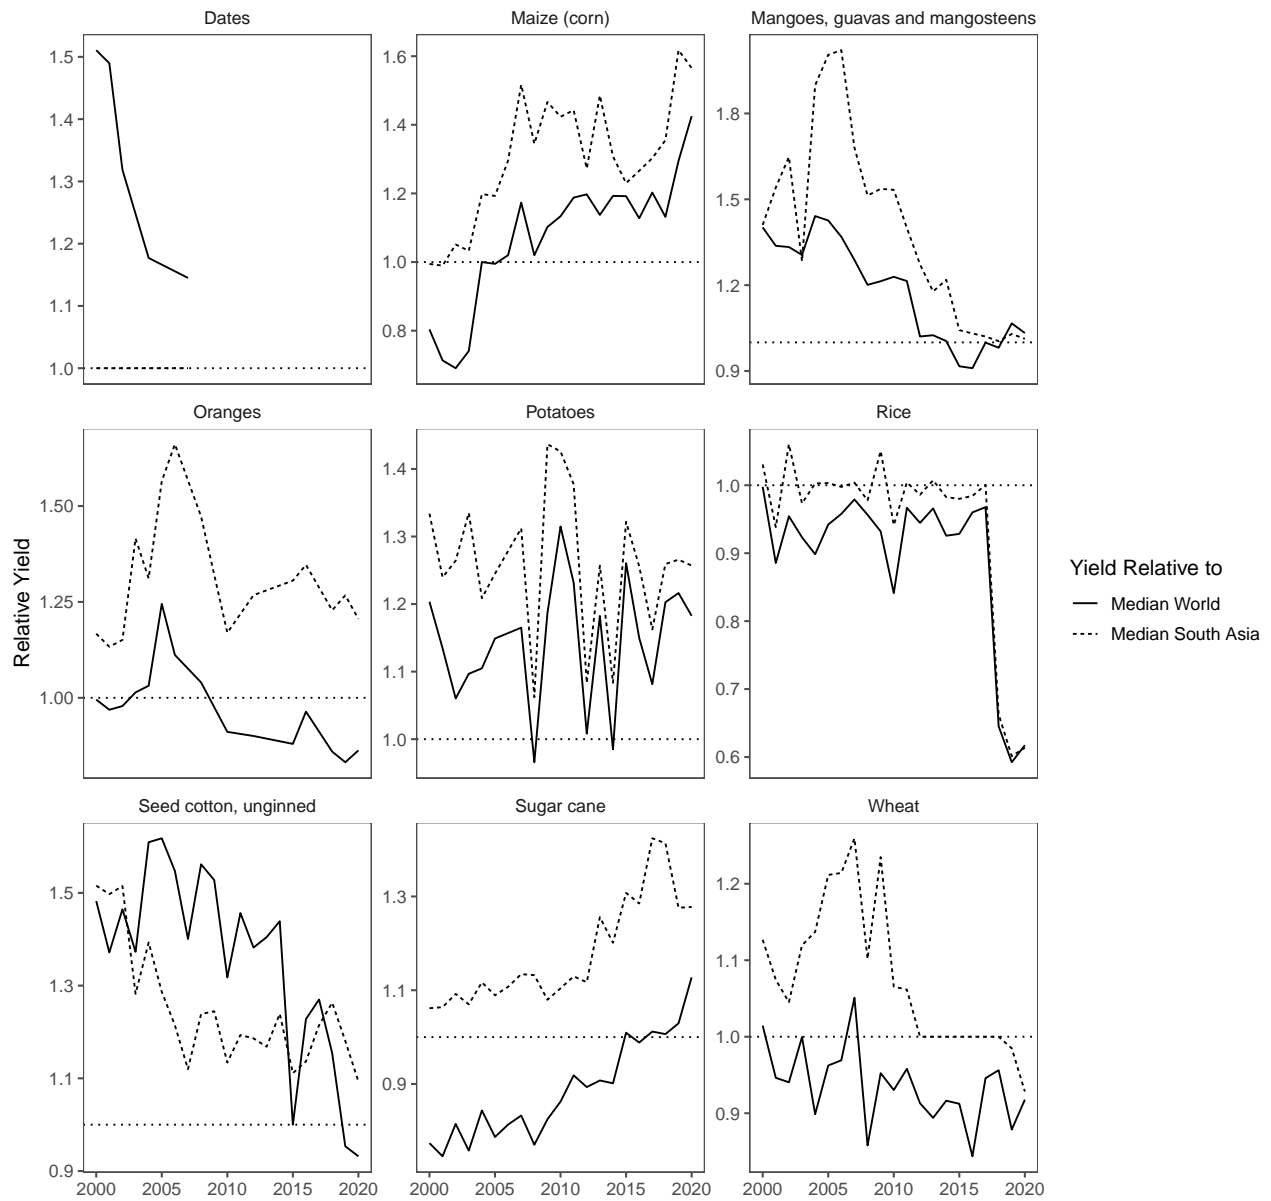 Dates
Maize (corn)
Mangoes, guavas and mangosteens
1.5
1.4
1.3
1.2
1.1
1.0
1.6
1.4
1.2
1.0
0.8
1.8
1.5
1.2
0.9
Oranges
Potatoes
Rice
1.50
1.25
1.00
1.4
1.3
1.2
1.1
1.0
1.0
0.9
0.8
0.7
0.6
Relative Yield
Yield Relative to
Median World
Median South Asia
Seed cotton, unginned
Sugar cane
Wheat
1.5
1.3
1.1
0.9
1.3
1.1
0.9
1.2
1.1
1.0
0.9
2000 2005 2010 2015 2020
2000 2005 2010 2015 2020
2000 2005 2010 2015 2020